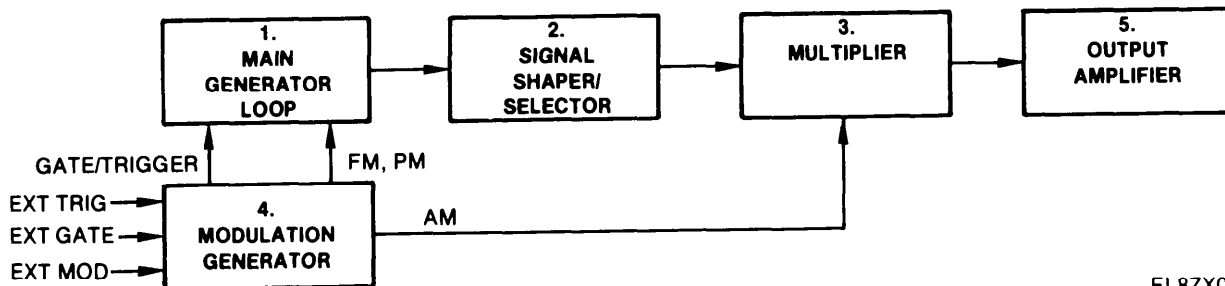 1.
MAIN
GENERATOR
LOOP
2.
SIGNAL
SHAPER/
SELECTOR
3.
MULTIPLIER
5.
OUTPUT
AMPLIFIER
GATE/TRIGGER
FM, PM
EXT TRIG
EXT GATE
EXT MOD
4.
MODULATION
GENERATOR
AM